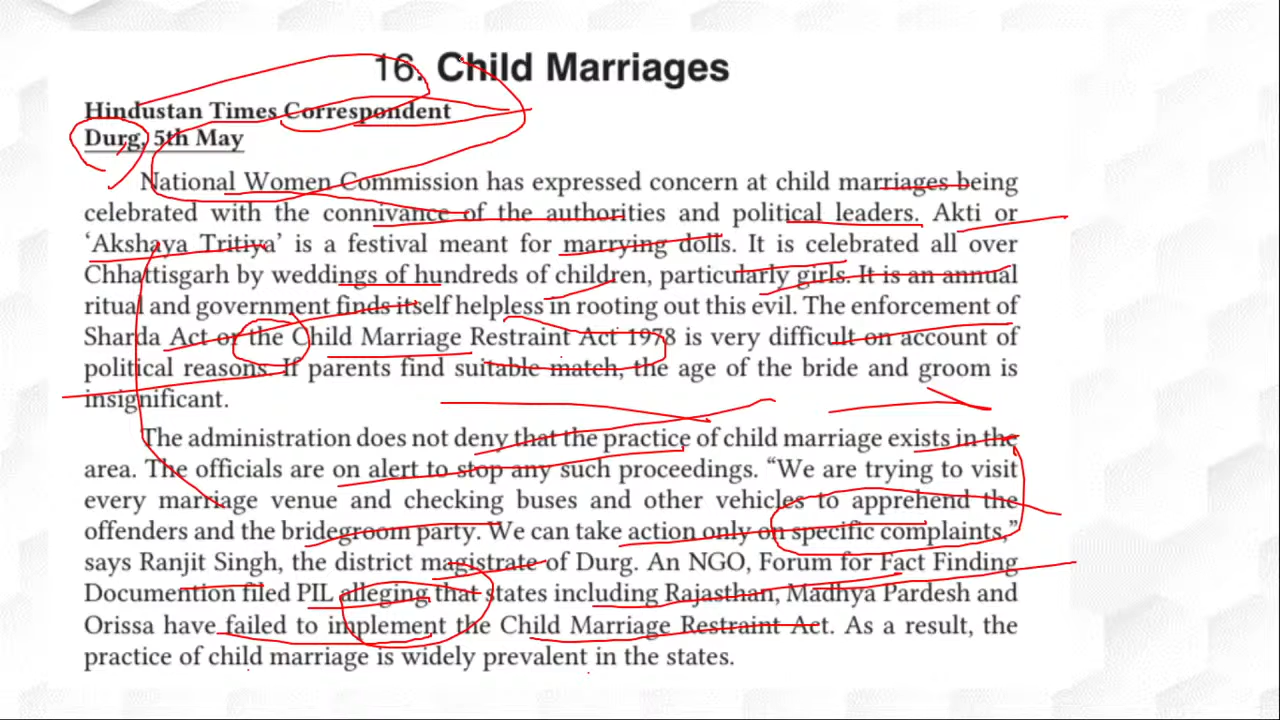 16. Child Marriages
Hindustan Times Correspondent
Durg, 5th May
National Women Commission has expressed concern at child marriages being
celebrated with the connivance of the authorities and political leaders. Akti or
‘Akshaya Tritiya’ is a festival meant for marrying dolls. It is celebrated all over
Chhattisgarh by weddings of hundreds of children, particularly girls. It is an annual
ritual and government finds itself helpless in rooting out this evil. The enforcement of
Sharda Act or the Child Marriage Restraint Act 1978 is very difficult on account of
political reasons. If parents find suitable match, the age of the bride and groom is
insignificant.
The administration does not deny that the practice of child marriage exists in the
area. The officials are on alert to stop any such proceedings. “We are trying to visit
every marriage venue and checking buses and other vehicles to apprehend the
offenders and the bridegroom party. We can take action only on specific complaints,”
says Ranjit Singh, the district magistrate of Durg. An NGO, Forum for Fact Finding
Documention filed PIL alleging that states including Rajasthan, Madhya Pardesh and
Orissa have failed to implement the Child Marriage Restraint Act. As a result, the
practice of child marriage is widely prevalent in the states.